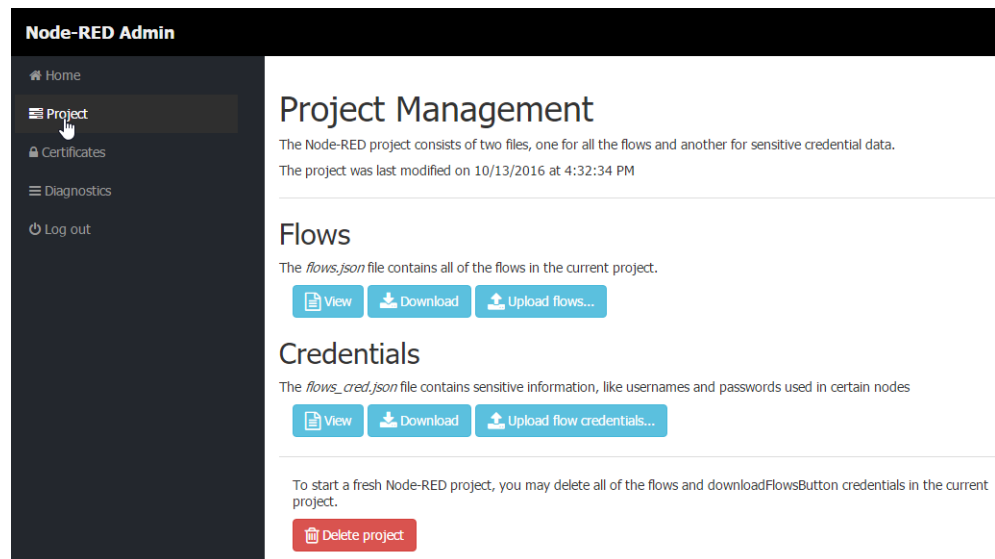 Node-RED Admin
Home
Project
Certificates
Diagnostics
Log out
Project Management
The Node-RED project consists of two files, one for all the flows and another for sensitive credential data.
The project was last modified on 10/13/2016 at 4:32:34 PM
Flows
The flows.json file contains all of the flows in the current project.
View Download Upload flows...
Credentials
The flows_cred.json file contains sensitive information, like usernames and passwords used in certain nodes
View Download Upload flow credentials...
To start a fresh Node-RED project, you may delete all of the flows and downloadFlowsButton credentials in the current
project.
Delete project